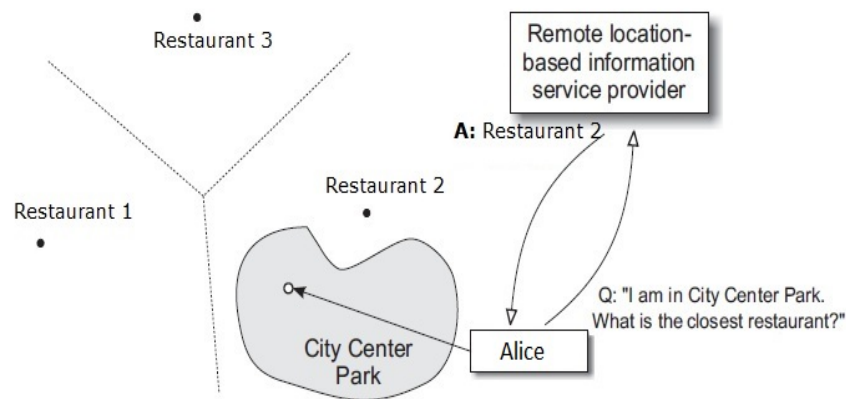 Restaurant 3
Remote location-
based information
service provider
A: Restaurant 2
Restaurant 2
Restaurant 1
Q: "I am in City Center Park.
What is the closest restaurant?"
City Center
Park
Alice